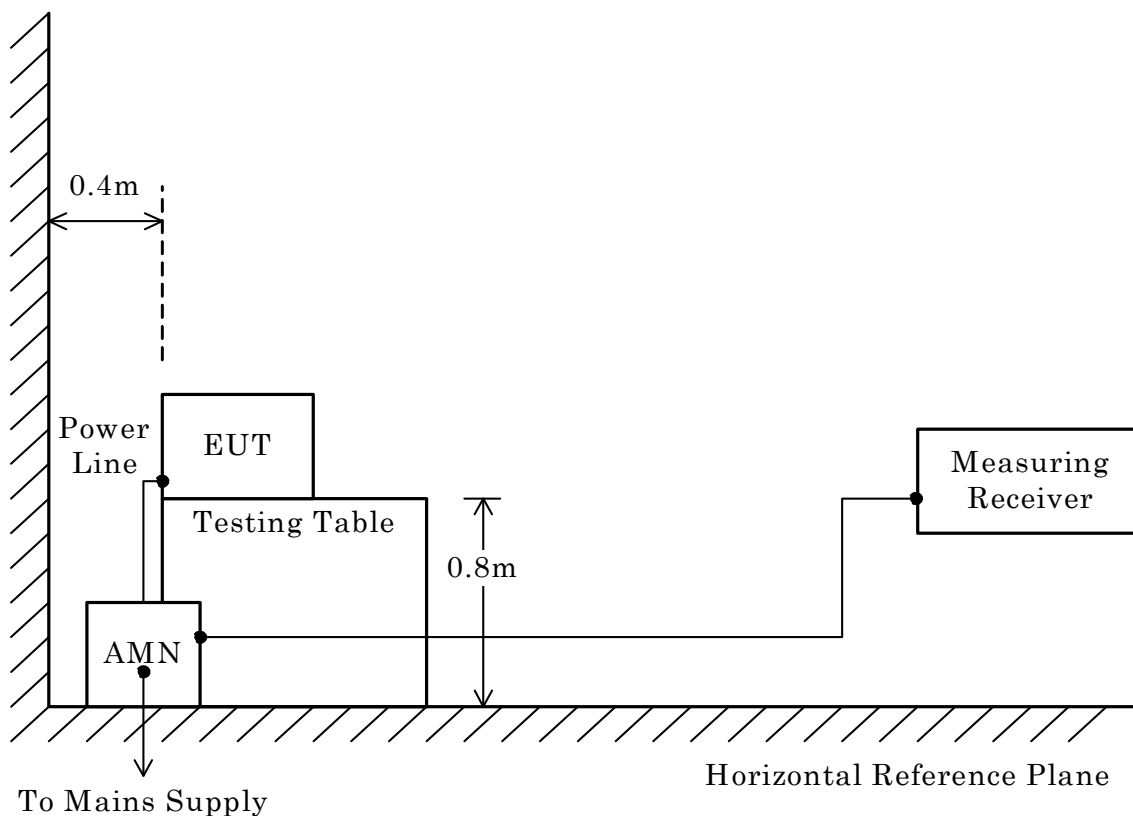 0.4m
Power
Line
EUT
Measuring
Receiver
Testing Table
0.8m
AMN
Horizontal Reference Plane
To Mains Supply